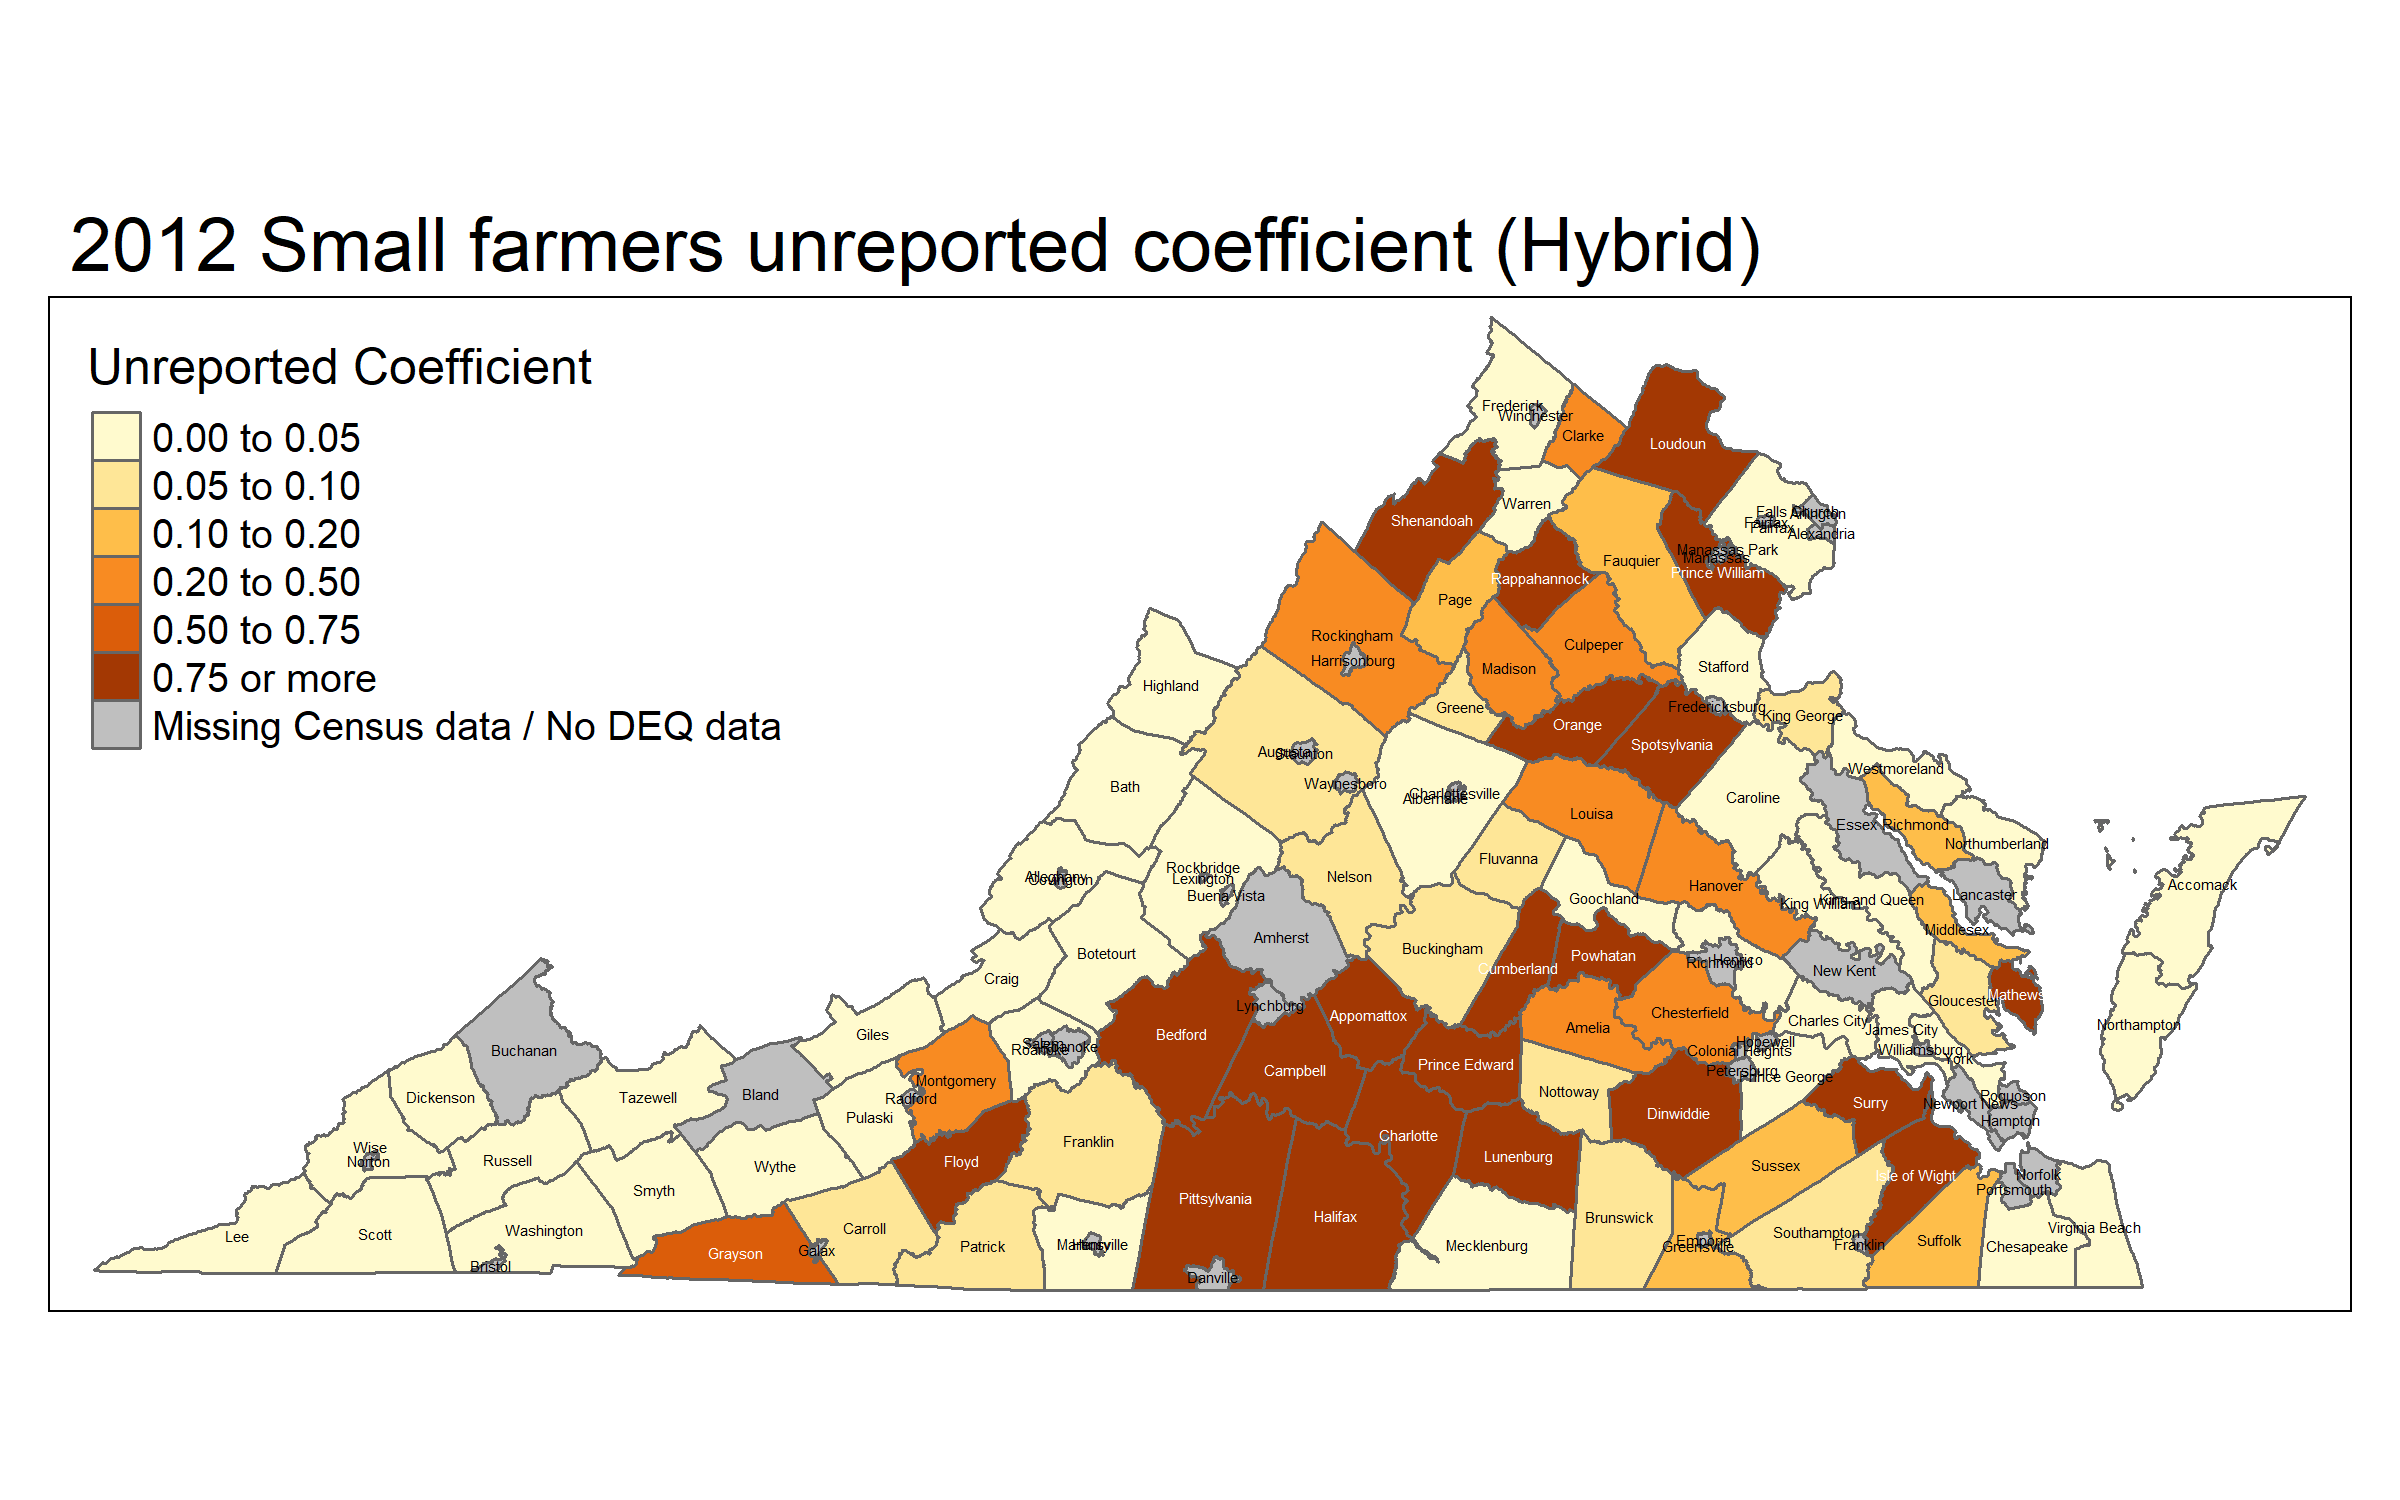 2012 Small farmers unreported coefficient (Hybrid)
Unreported Coefficient
0.00 to 0.05
0.05 to 0.10
0.10 to 0.20
0.20 to 0.50
0.50 to 0.75
0.75 or more
Missing Census data / No DEQ data
Frederick
Winchester
Clarke
Loudoun
Warren
Shenandoah
Falls Church
Arlington
Fairfax
Fairfax
Alexandria
Manassas Park
Manassas
Prince William
Fauquier
Rappahannock
Page
Rockingham
Harrisonburg
Culpeper
Madison
Stafford
Highland
Greene
Fredericksburg
King George
Orange
Spotsylvania
Augusta
Staunton
Waynesboro
Westmoreland
Bath
Charlottesville
Albemarle
Caroline
Louisa
Essex
Richmond
Northumberland
Fluvanna
Rockbridge
Lexington
Buena Vista
Alleghany
Covington
Nelson
Hanover
Accomack
Goochland
King William
King and Queen
Lancaster
Middlesex
Amherst
Buckingham
Botetourt
Powhatan
Cumberland
Richmond
Henrico
New Kent
Craig
Mathews
Gloucester
Lynchburg
Appomattox
Chesterfield
Charles City
James City
Northampton
Giles
Bedford
Amelia
Hopewell
Colonial Heights
Williamsburg
York
Salem
Roanoke
Roanoke
Buchanan
Campbell
Prince Edward
Petersburg
Prince George
Montgomery
Radford
Dickenson
Tazewell
Bland
Pulaski
Nottoway
Dinwiddie
Surry
Poquoson
Newport News
Hampton
Wise
Norton
Russell
Wythe
Floyd
Franklin
Charlotte
Lunenburg
Sussex
Isle of Wight
Norfolk
Portsmouth
Smyth
Pittsylvania
Halifax
Brunswick
Lee
Scott
Washington
Bristol
Grayson
Galax
Carroll
Patrick
Martinsville
Henry
Danville
Mecklenburg
Emporia
Greensville
Southampton
Franklin
Suffolk
Chesapeake
Virginia Beach